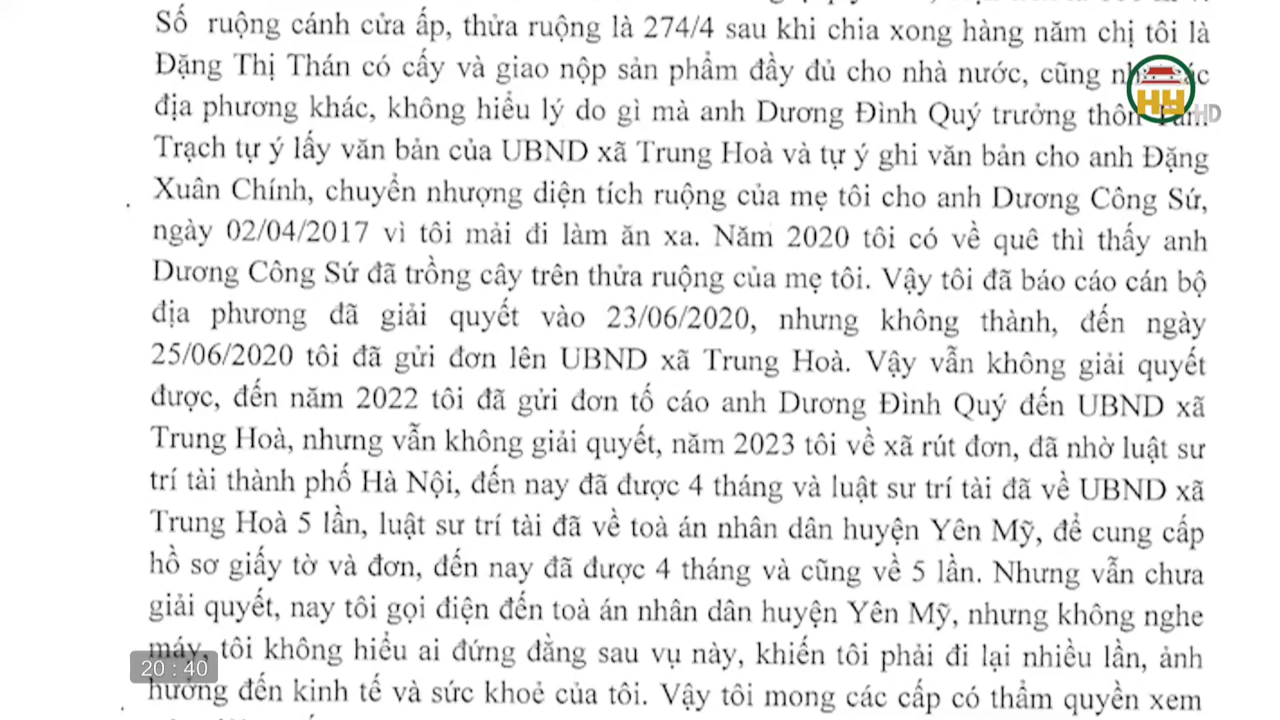 Số ruộng cánh cửa ấp, thửa ruộng là 274/4 sau khi chia xong hàng năm chị tôi là
Đặng Thị Thán có cấy và giao nộp sản phẩm đầy đủ cho nhà nước, cũng
địa phương khác, không hiểu lý do gì mà anh Dương Đình Quý trưởng thôn
Trạch tự ý lấy văn bản của UBND xã Trung Hoà và tự ý ghi văn bản cho anh Đặng
Xuân Chính, chuyển nhượng diện tích ruộng của mẹ tôi cho anh Dương Công Sứ,
ngày 02/04/2017 vì tôi mải đi làm ăn xa. Năm 2020 tôi có về quê thì thấy anh
Dương Công Sứ đã trồng cây trên thửa ruộng của mẹ tôi. Vậy tôi đã báo cáo cán bộ
địa phương đã giải quyết vào 23/06/2020, nhưng không thành, đến ngày
25/06/2020 tôi đã gửi đơn lên UBND xã Trung Hoà. Vậy vẫn không giải quyết
được, đến năm 2022 tôi đã gửi đơn tố cáo anh Dương Đình Quý đến UBND xã
Trung Hoà, nhưng vẫn không giải quyết, năm 2023 tôi về xã rút đơn, đã nhờ luật sư
trí tài thành phố Hà Nội, đến nay đã được 4 tháng và luật sư trí tài đã về UBND xã
Trung Hoà 5 lần, luật sư trí tài đã về toà án nhân dân huyện Yên Mỹ, để cung cấp
hồ sơ giấy tờ và đơn, đến nay đã được 4 tháng và cũng về 5 lần. Nhưng vẫn chưa
giải quyết, nay tôi gọi điện đến toà án nhân dân huyện Yên Mỹ, nhưng không nghe
máy, tôi không hiểu ai đứng đằng sau vụ này, khiến tôi phải đi lại nhiều lần, ảnh
hưởng đến kinh tế và sức khoẻ của tôi. Vậy tôi mong các cấp có thẩm quyền xem
HY HD
20:40